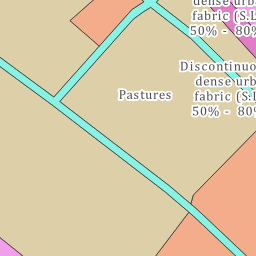 dense urb
fabric (S.L
50% - 80%
Discontinuo
dense urb
fabric (S.L
50% - 80%
Pastures